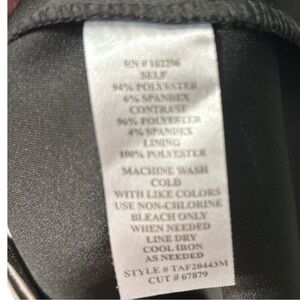 RN # 162286
SELF
94% POLYESTER
6% SPANDEX
CONTRAST
96% POLYESTER
4% SPANDEX
LINING
100% POLYESTER
MACHINE WASH
COLD
WITH LIKE COLORS
USE NON-CHLORINE
BLEACH ONLY
WHEN NEEDED
LINE DRY
COOL IRON
AS NEEDED
STYLE # TAF20443M
CUT # 67879